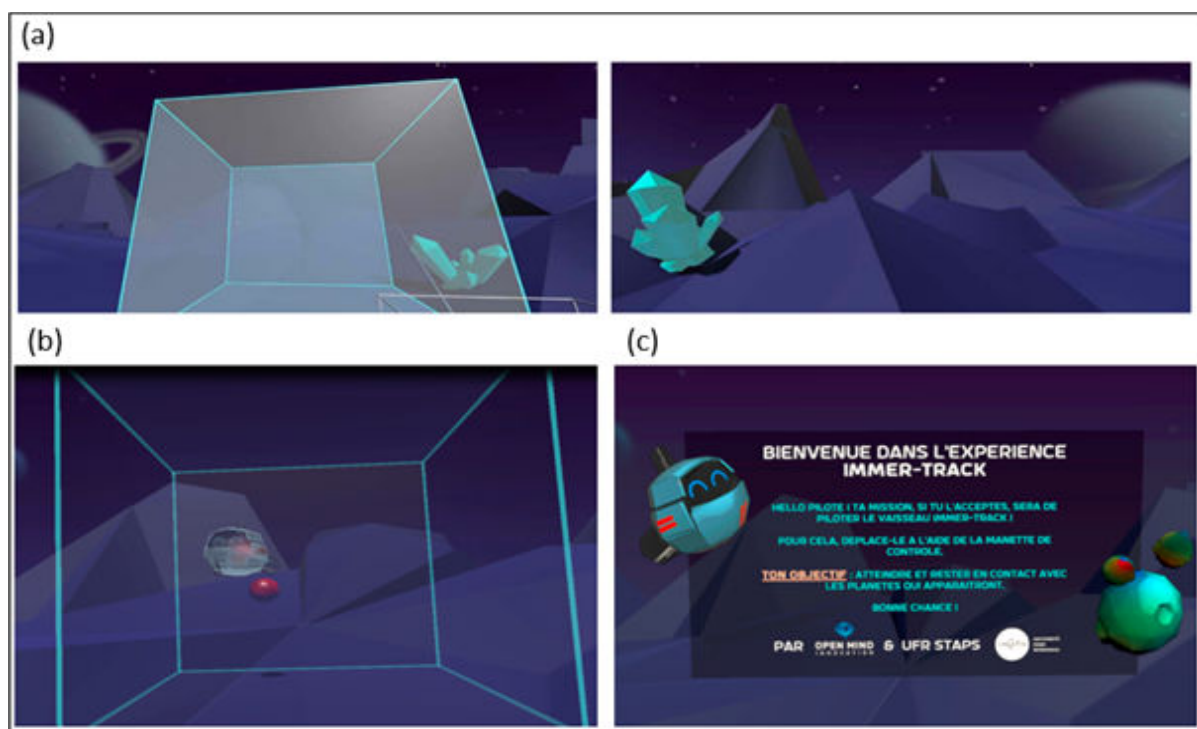 (a)
(b)
(c)
BIENVENUE DANS L'EXPERIENCE
IMMER-TRACK
HELLO PILOTE ! TA MISSION, SI TU L'ACCEPTES, SERA DE
PILOTER LE VAISSEAU IMMER-TRACK !
POUR CELA, DEPLACE-LE A L'AIDE DE LA MANETTE DE
CONTROLE.
TON OBJECTIF : ATTEINDRE ET RESTER EN CONTACT AVEC
LES PLANETES QUI APPARAITRONT.
BONNE CHANCE !
PAR OPEN MIND INNOVATION & UFR STAPS